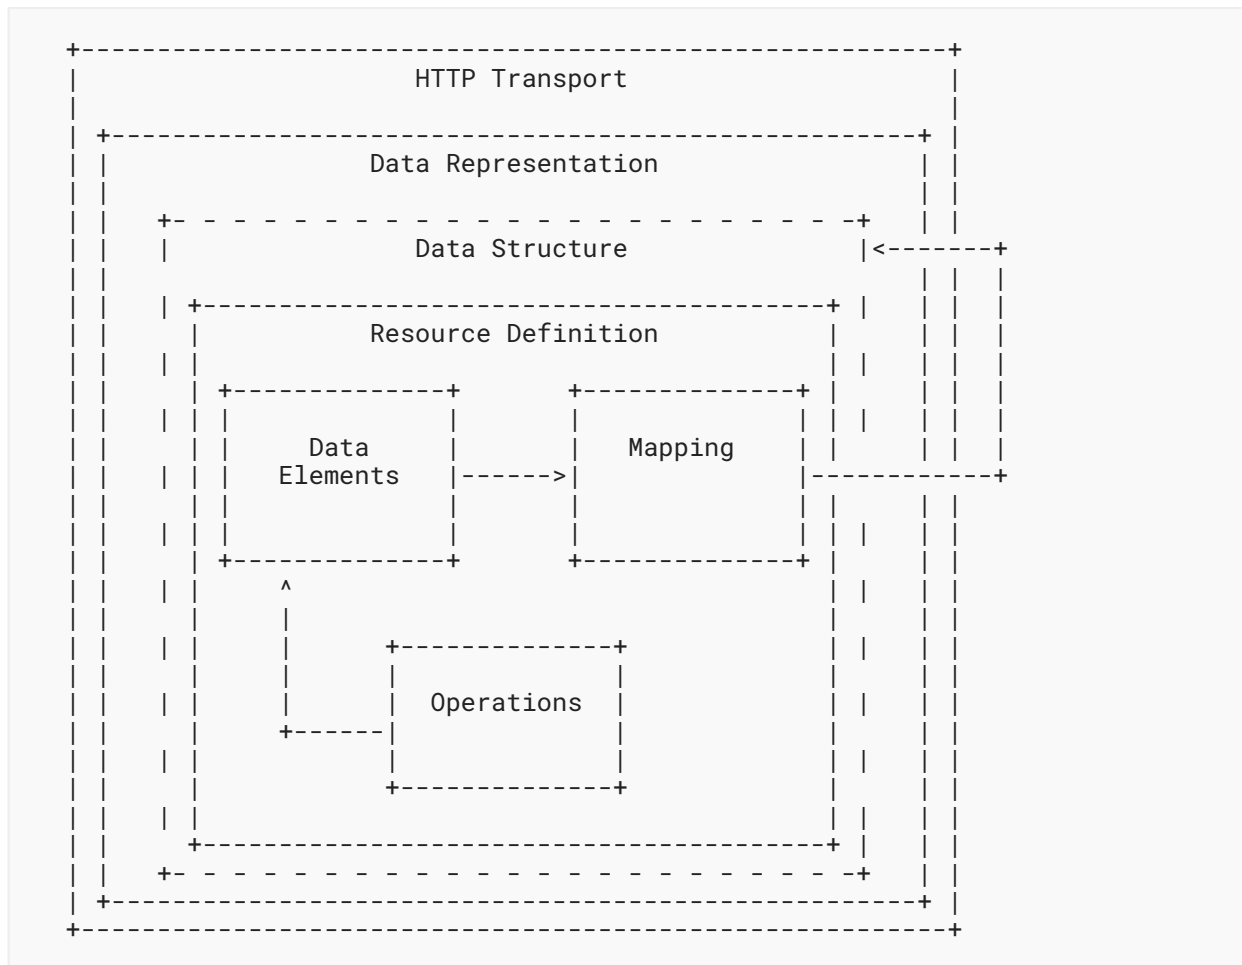 HTTP Transport
Data Representation
Data Structure
Resource Definition
Data
Elements
Mapping
Operations